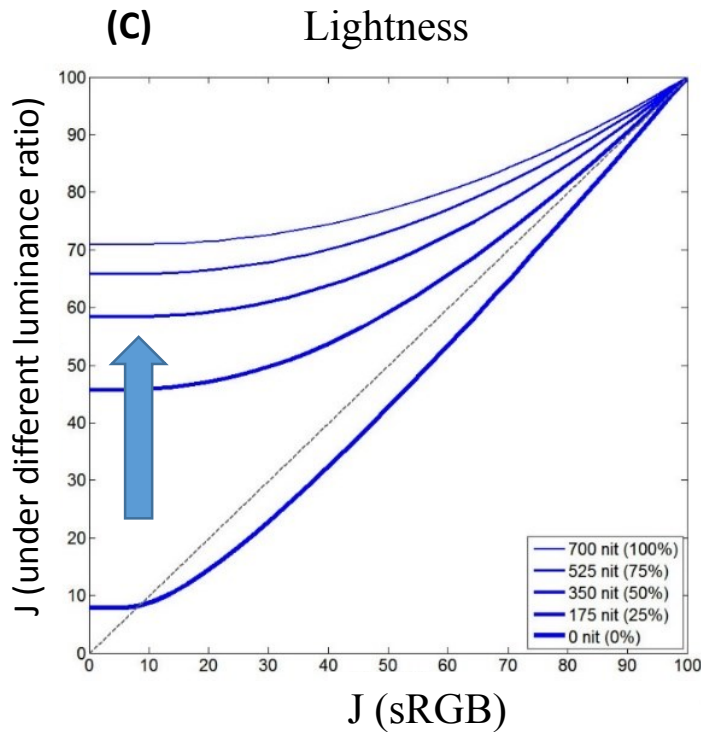 (C) Lightness
J (under different luminance ratio)
100
90
80
70
60
50
40
30
20
10
0
700 nit (100%)
525 nit (75%)
350 nit (50%)
175 nit (25%)
0 nit (0%)
0 10 20 30 40 50 60 70 80 90 100
J (sRGB)